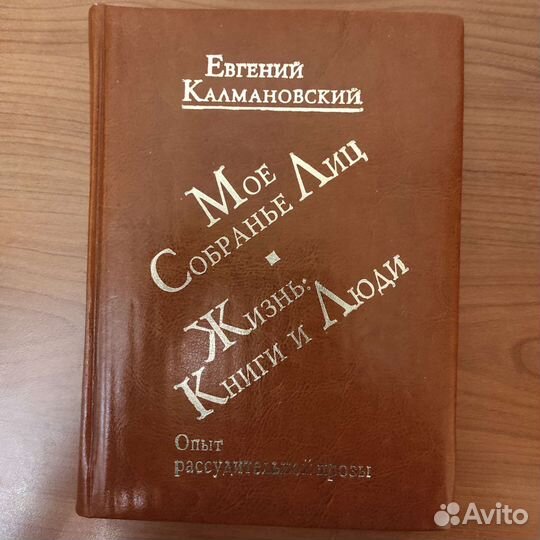 Евгений
Калмановский
Мое
Собранье Лиц
Жизнь:
Книги и Люди
Опыт
рассудительной прозы
Avito